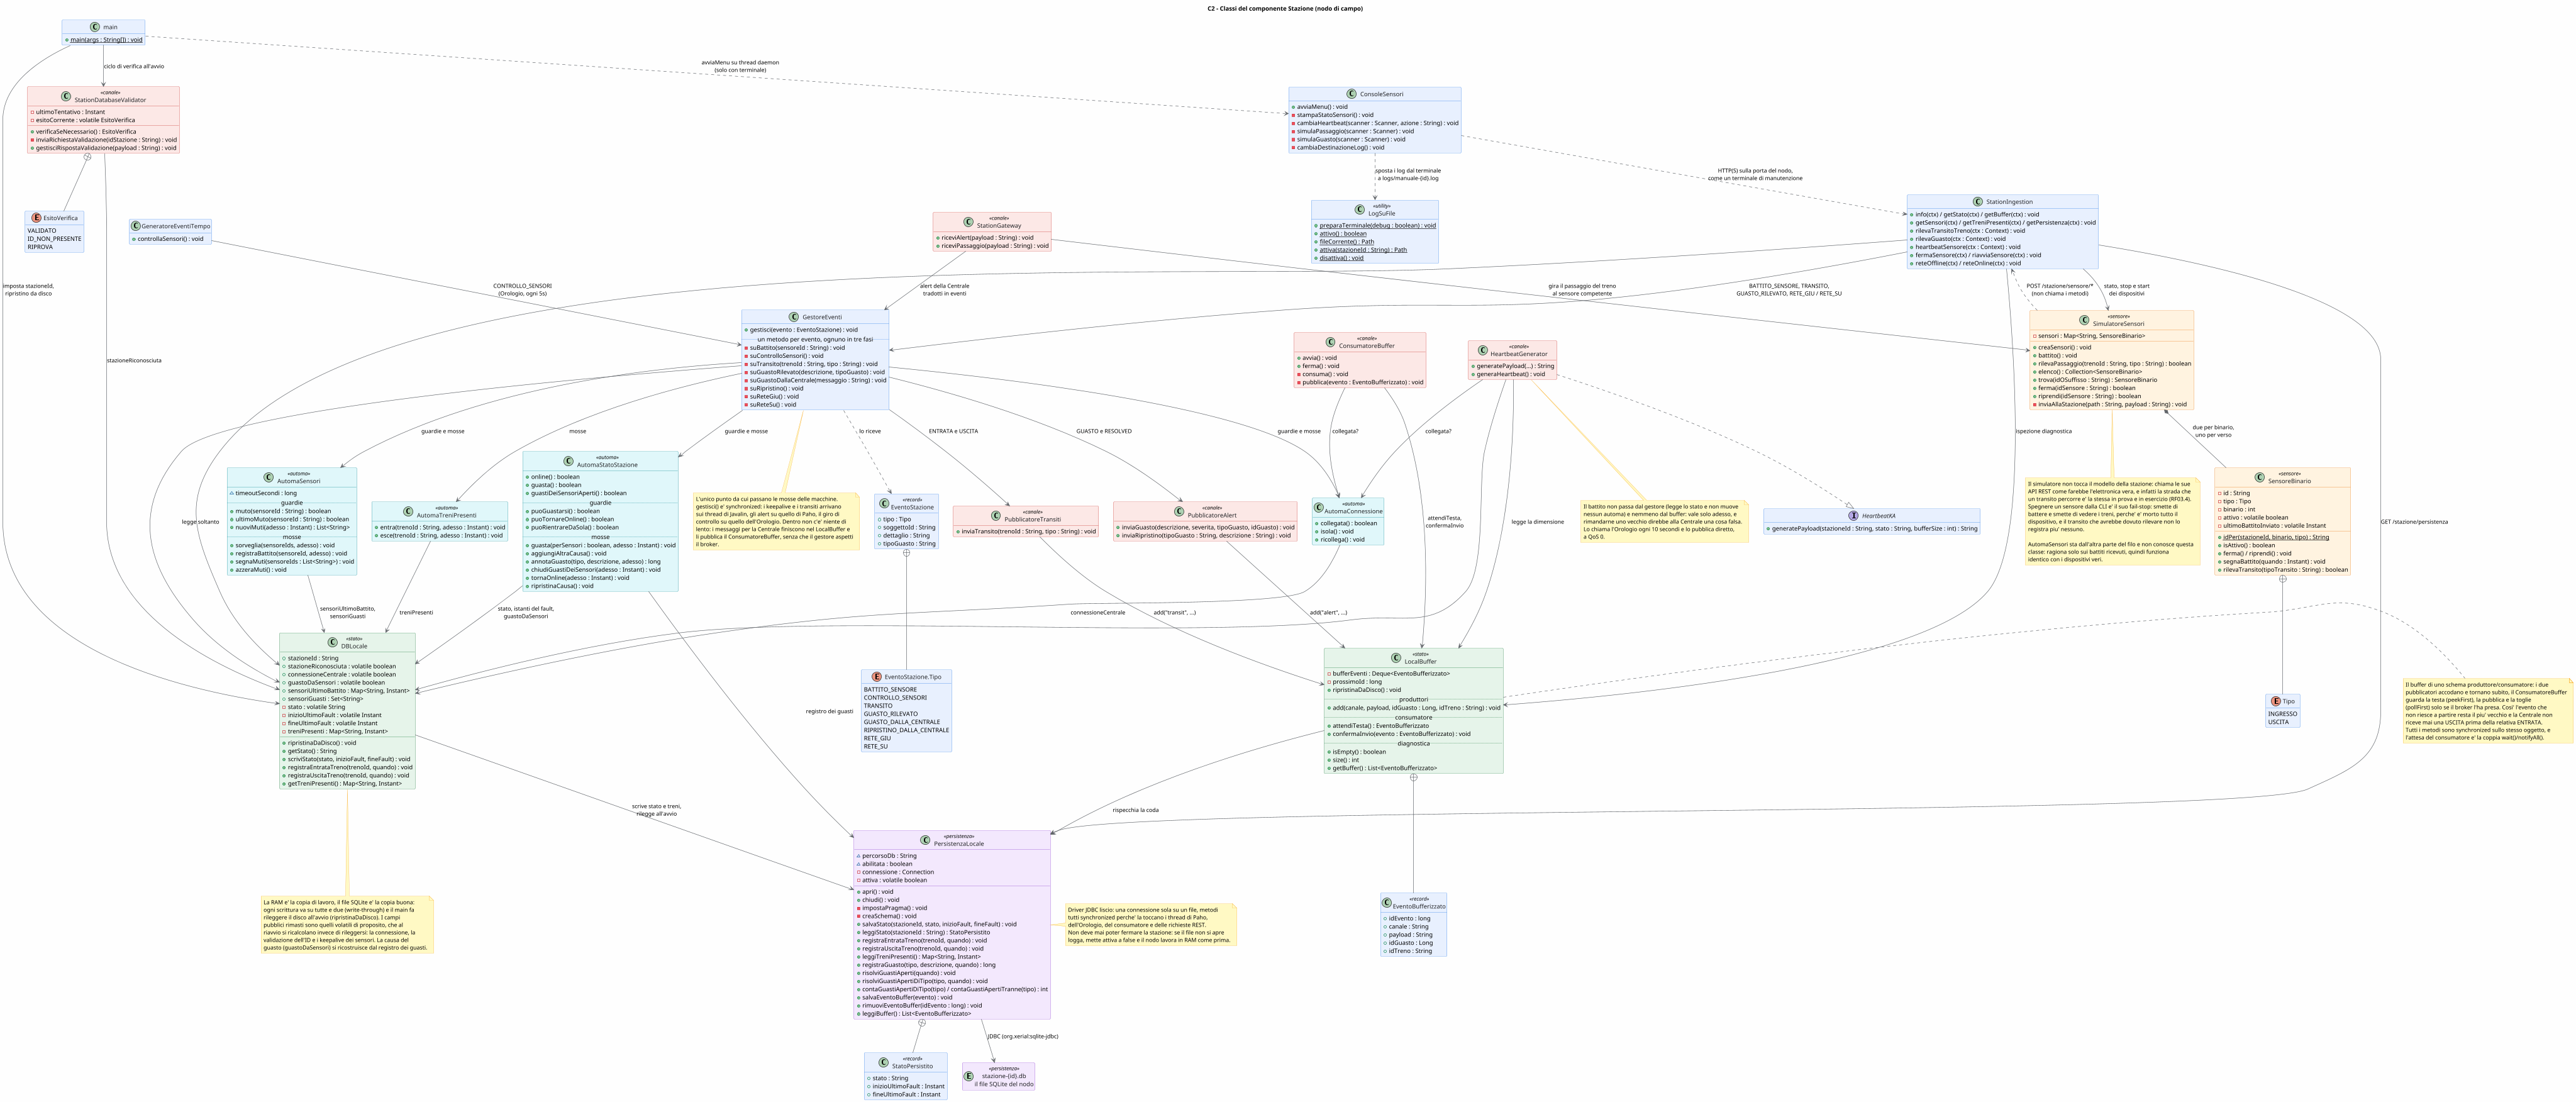 C2 - Classi del componente Stazione (nodo di campo)
main
main(args : String[]) : void
ciclo di verifica all'avvio
avviaMenu su thread daemon
(solo con terminale)
«canale»
StationDatabaseValidator
ultimoTentativo : Instant
esitoCorrente : volatile EsitoVerifica
verificaSeNecessario() : EsitoVerifica
inviaRichiestaValidazione(idStazione : String) : void
gestisciRispostaValidazione(payload : String) : void
ConsoleSensori
avviaMenu() : void
stampaStatoSensori() : void
cambiaHeartbeat(scanner : Scanner, azione : String) : void
simulaPassaggio(scanner : Scanner) : void
simulaGuasto(scanner : Scanner) : void
cambiaDestinazioneLog() : void
sposta i log dal terminale
a logs/manuale-{id}.log
HTTP(S) sulla porta del nodo,
come un terminale di manutenzione
EsitoVerifica
VALIDATO
ID_NON_PRESENTE
RIPROVA
GeneratoreEventiTempo
controllaSensori() : void
«canale»
StationGateway
riceviAlert(payload : String) : void
riceviPassaggio(payload : String) : void
«utility»
LogSuFile
preparaTerminale(debug : boolean) : void
attivo() : boolean
fileCorrente() : Path
attiva(stazioneId : String) : Path
disattiva() : void
StationIngestion
info(ctx) / getStato(ctx) / getBuffer(ctx) : void
getSensori(ctx) / getTreniPresenti(ctx) / getPersistenza(ctx) : void
rilevaTransitoTreno(ctx : Context) : void
rilevaGuasto(ctx : Context) : void
heartbeatSensore(ctx : Context) : void
fermaSensore(ctx) / riavviaSensore(ctx) : void
reteOffline(ctx) / reteOnline(ctx) : void
imposta stazioneId,
ripristino da disco
CONTROLLO_SENSORI
(Orologio, ogni 5s)
alert della Centrale
tradotti in eventi
gira il passaggio del treno
al sensore competente
BATTITO_SENSORE, TRANSITO,
GUASTO_RILEVATO, RETE_GIU / RETE_SU
POST /stazione/sensore/*
(non chiama i metodi)
stato, stop e start
dei dispositivi
GestoreEventi
gestisci(evento : EventoStazione) : void
un metodo per evento, ognuno in tre fasi
suBattito(sensoreId : String) : void
suControlloSensori() : void
suTransito(trenoId : String, tipo : String) : void
suGuastoRilevato(descrizione, tipoGuasto) : void
suGuastoDallaCentrale(messaggio : String) : void
suRipristino() : void
suReteGiu() : void
suReteSu() : void
«canale»
ConsumatoreBuffer
avvia() : void
ferma() : void
consuma() : void
pubblica(evento : EventoBufferizzato) : void
«canale»
HeartbeatGenerator
generatePayload(...) : String
generaHeartbeat() : void
«sensore»
SimulatoreSensori
sensori : Map<String, SensoreBinario>
creaSensori() : void
battito() : void
rilevaPassaggio(trenoId : String, tipo : String) : boolean
elenco() : Collection<SensoreBinario>
trova(idOSuffisso : String) : SensoreBinario
ferma(idSensore : String) : boolean
riprendi(idSensore : String) : boolean
inviaAllaStazione(path : String, payload : String) : void
stazioneRiconosciuta
guardie e mosse
mosse
guardie e mosse
lo riceve
ENTRATA e USCITA
GUASTO e RESOLVED
guardie e mosse
collegata?
collegata?
due per binario,
uno per verso
ispezione diagnostica
«automa»
AutomaSensori
timeoutSecondi : long
guardie
muto(sensoreId : String) : boolean
ultimoMuto(sensoreId : String) : boolean
nuoviMuti(adesso : Instant) : List<String>
mosse
sorveglia(sensoreIds, adesso) : void
registraBattito(sensoreId, adesso) : void
segnaMuti(sensoreIds : List<String>) : void
azzeraMuti() : void
«automa»
AutomaTreniPresenti
entra(trenoId : String, adesso : Instant) : void
esce(trenoId : String, adesso : Instant) : void
«automa»
AutomaStatoStazione
online() : boolean
guasta() : boolean
guastiDeiSensoriAperti() : boolean
guardie
puoGuastarsi() : boolean
puoTornareOnline() : boolean
puoRientrareDaSola() : boolean
mosse
guasta(perSensori : boolean, adesso : Instant) : void
aggiungiAltraCausa() : void
annotaGuasto(tipo, descrizione, adesso) : long
chiudiGuastiDeiSensori(adesso : Instant) : void
tornaOnline(adesso : Instant) : void
ripristinaCausa() : void
L'unico punto da cui passano le mosse delle macchine.
gestisci() e' synchronized: i keepalive e i transiti arrivano
sui thread di Javalin, gli alert su quello di Paho, il giro di
controllo su quello dell'Orologio. Dentro non c'e' niente di
lento: i messaggi per la Centrale finiscono nel LocalBuffer e
li pubblica il ConsumatoreBuffer, senza che il gestore aspetti
il broker.
«record»
EventoStazione
tipo : Tipo
soggettoId : String
dettaglio : String
tipoGuasto : String
«canale»
PubblicatoreTransiti
inviaTransito(trenoId : String, tipo : String) : void
«canale»
PubblicatoreAlert
inviaGuasto(descrizione, severita, tipoGuasto, idGuasto) : void
inviaRipristino(tipoGuasto : String, descrizione : String) : void
«automa»
AutomaConnessione
collegata() : boolean
isola() : void
ricollega() : void
attendiTesta,
confermaInvio
legge la dimensione
Il battito non passa dal gestore (legge lo stato e non muove
nessun automa) e nemmeno dal buffer: vale solo adesso, e
rimandarne uno vecchio direbbe alla Centrale una cosa falsa.
Lo chiama l'Orologio ogni 10 secondi e lo pubblica diretto,
a QoS 0.
HeartbeatKA
generatePayload(stazioneId : String, stato : String, bufferSize : int) : String
Il simulatore non tocca il modello della stazione: chiama le sue
API REST come farebbe l'elettronica vera, e infatti la strada che
un transito percorre e' la stessa in prova e in esercizio (RF03.4).
Spegnere un sensore dalla CLI e' il suo fail-stop: smette di
battere e smette di vedere i treni, perche' e' morto tutto il
dispositivo, e il transito che avrebbe dovuto rilevare non lo
registra piu' nessuno.
AutomaSensori sta dall'altra parte del filo e non conosce questa
classe: ragiona solo sui battiti ricevuti, quindi funziona
identico con i dispositivi veri.
«sensore»
SensoreBinario
id : String
tipo : Tipo
binario : int
attivo : volatile boolean
ultimoBattitoInviato : volatile Instant
idPer(stazioneId, binario, tipo) : String
isAttivo() : boolean
ferma() / riprendi() : void
segnaBattito(quando : Instant) : void
rilevaTransito(tipoTransito : String) : boolean
legge soltanto
GET /stazione/persistenza
sensoriUltimoBattito,
sensoriGuasti
treniPresenti
stato, istanti del fault,
guastoDaSensori
connessioneCentrale
add("transit", ...)
add("alert", ...)
«stato»
DBLocale
stazioneId : String
stazioneRiconosciuta : volatile boolean
connessioneCentrale : volatile boolean
guastoDaSensori : volatile boolean
sensoriUltimoBattito : Map<String, Instant>
sensoriGuasti : Set<String>
stato : volatile String
inizioUltimoFault : volatile Instant
fineUltimoFault : volatile Instant
treniPresenti : Map<String, Instant>
ripristinaDaDisco() : void
getStato() : String
scriviStato(stato, inizioFault, fineFault) : void
registraEntrataTreno(trenoId, quando) : void
registraUscitaTreno(trenoId, quando) : void
getTreniPresenti() : Map<String, Instant>
EventoStazione.Tipo
BATTITO_SENSORE
CONTROLLO_SENSORI
TRANSITO
GUASTO_RILEVATO
GUASTO_DALLA_CENTRALE
RIPRISTINO_DALLA_CENTRALE
RETE_GIU
RETE_SU
registro dei guasti
«stato»
LocalBuffer
bufferEventi : Deque<EventoBufferizzato>
prossimoId : long
ripristinaDaDisco() : void
produttori
add(canale, payload, idGuasto : Long, idTreno : String) : void
consumatore
attendiTesta() : EventoBufferizzato
confermaInvio(evento : EventoBufferizzato) : void
diagnostica
isEmpty() : boolean
size() : int
getBuffer() : List<EventoBufferizzato>
Tipo
INGRESSO
USCITA
Il buffer di uno schema produttore/consumatore: i due
pubblicatori accodano e tornano subito, il ConsumatoreBuffer
guarda la testa (peekFirst), la pubblica e la toglie
(pollFirst) solo se il broker l'ha presa. Cosi' l'evento che
non riesce a partire resta il piu' vecchio e la Centrale non
riceve mai una USCITA prima della relativa ENTRATA.
Tutti i metodi sono synchronized sullo stesso oggetto, e
l'attesa del consumatore e' la coppia wait()/notifyAll().
scrive stato e treni,
rilegge all'avvio
rispecchia la coda
«persistenza»
PersistenzaLocale
percorsoDb : String
abilitata : boolean
connessione : Connection
attiva : volatile boolean
apri() : void
chiudi() : void
impostaPragma() : void
creaSchema() : void
salvaStato(stazioneId, stato, inizioFault, fineFault) : void
leggiStato(stazioneId : String) : StatoPersistito
registraEntrataTreno(trenoId, quando) : void
registraUscitaTreno(trenoId, quando) : void
leggiTreniPresenti() : Map<String, Instant>
registraGuasto(tipo, descrizione, quando) : long
risolviGuastiAperti(quando) : void
risolviGuastiApertiDiTipo(tipo, quando) : void
contaGuastiApertiDiTipo(tipo) / contaGuastiApertiTranne(tipo) : int
salvaEventoBuffer(evento) : void
rimuoviEventoBuffer(idEvento : long) : void
leggiBuffer() : List<EventoBufferizzato>
La RAM e' la copia di lavoro, il file SQLite e' la copia buona:
ogni scrittura va su tutte e due (write-through) e il main fa
rileggere il disco all'avvio (ripristinaDaDisco). I campi
pubblici rimasti sono quelli volatili di proposito, che al
riavvio si ricalcolano invece di rileggersi: la connessione, la
validazione dell'ID e i keepalive dei sensori. La causa del
guasto (guastoDaSensori) si ricostruisce dal registro dei guasti.
Driver JDBC liscio: una connessione sola su un file, metodi
tutti synchronized perche' la toccano i thread di Paho,
dell'Orologio, del consumatore e delle richieste REST.
Non deve mai poter fermare la stazione: se il file non si apre
logga, mette attiva a false e il nodo lavora in RAM come prima.
«record»
EventoBufferizzato
idEvento : long
canale : String
payload : String
idGuasto : Long
idTreno : String
JDBC (org.xerial:sqlite-jdbc)
«record»
StatoPersistito
stato : String
inizioUltimoFault : Instant
fineUltimoFault : Instant
«persistenza»
stazione-{id}.db
il file SQLite del nodo